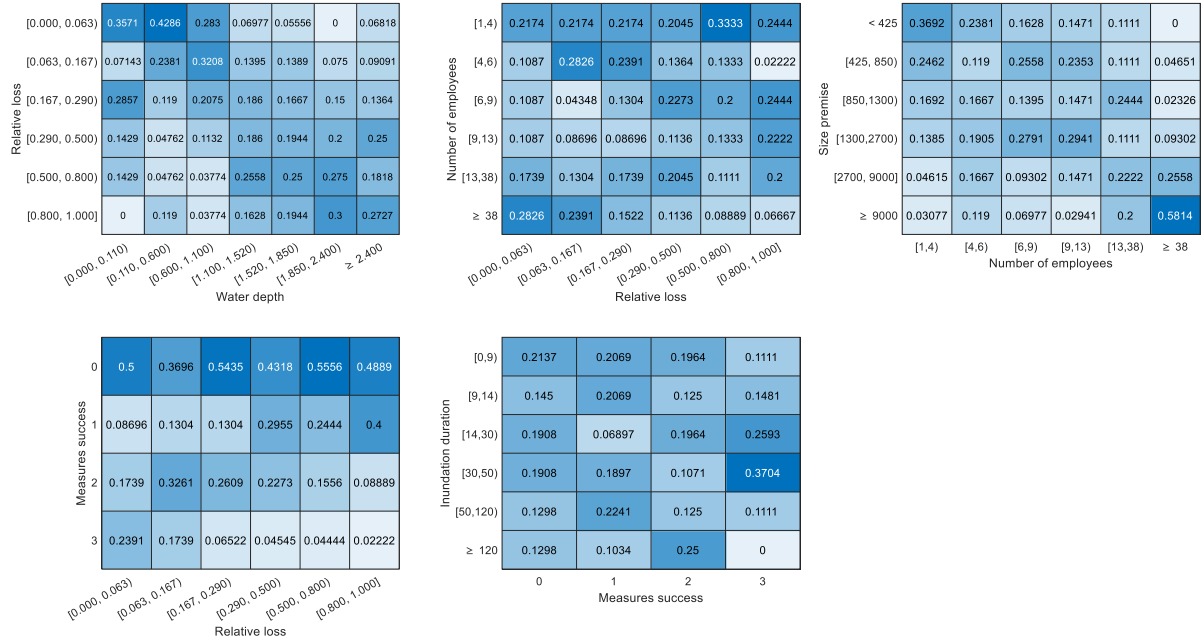 Relative loss
[0.000, 0.063) 0.3571 0.4286 0.283 0.06977 0.05556 0 0.06818
[0.063, 0.167) 0.07143 0.2381 0.3208 0.1395 0.1389 0.075 0.09091
[0.167, 0.290) 0.2857 0.119 0.2075 0.186 0.1667 0.15 0.1364
[0.290, 0.500) 0.1429 0.04762 0.1132 0.186 0.1944 0.2 0.25
[0.500, 0.800) 0.1429 0.04762 0.03774 0.2558 0.25 0.275 0.1818
[0.800, 1.000] 0 0.119 0.03774 0.1628 0.1944 0.3 0.2727
[0.000, 0.110) [0.110, 0.600) [0.600, 1.100) [1.100, 1.520) [1.520, 1.850) [1.850, 2.400) ≥ 2.400
Water depth
Number of employees
[1,4) 0.2174 0.2174 0.2174 0.2045 0.3333 0.2444
[4,6) 0.1087 0.2826 0.2391 0.1364 0.1333 0.02222
[6,9) 0.1087 0.04348 0.1304 0.2273 0.2 0.2444
[9,13) 0.1087 0.08696 0.08696 0.1136 0.1333 0.2222
[13,38) 0.1739 0.1304 0.1739 0.2045 0.1111 0.2
≥ 38 0.2826 0.2391 0.1522 0.1136 0.08889 0.06667
[0.000, 0.063) [0.063, 0.167) [0.167, 0.290) [0.290, 0.500) [0.500, 0.800) [0.800, 1.000]
Relative loss
Size premise
< 425 0.3692 0.2381 0.1628 0.1471 0.1111 0
[425, 850) 0.2462 0.119 0.2558 0.2353 0.1111 0.04651
[850,1300) 0.1692 0.1667 0.1395 0.1471 0.2444 0.02326
[1300,2700) 0.1385 0.1905 0.2791 0.2941 0.1111 0.09302
[2700, 9000) 0.04615 0.1667 0.09302 0.1471 0.2222 0.2558
≥ 9000 0.03077 0.119 0.06977 0.02941 0.2 0.5814
[1,4) [4,6) [6,9) [9,13) [13,38) ≥ 38
Number of employees
Measures success
0 0.5 0.3696 0.5435 0.4318 0.5556 0.4889
1 0.08696 0.1304 0.1304 0.2955 0.2444 0.4
2 0.1739 0.3261 0.2609 0.2273 0.1556 0.08889
3 0.2391 0.1739 0.06522 0.04545 0.04444 0.02222
[0.000, 0.063) [0.063, 0.167) [0.167, 0.290) [0.290, 0.500) [0.500, 0.800) [0.800, 1.000]
Relative loss
Inundation duration
[0,9) 0.2137 0.2069 0.1964 0.1111
[9,14) 0.145 0.2069 0.125 0.1481
[14,30) 0.1908 0.06897 0.1964 0.2593
[30,50) 0.1908 0.1897 0.1071 0.3704
[50,120) 0.1298 0.2241 0.125 0.1111
≥ 120 0.1298 0.1034 0.25 0
0 1 2 3
Measures success